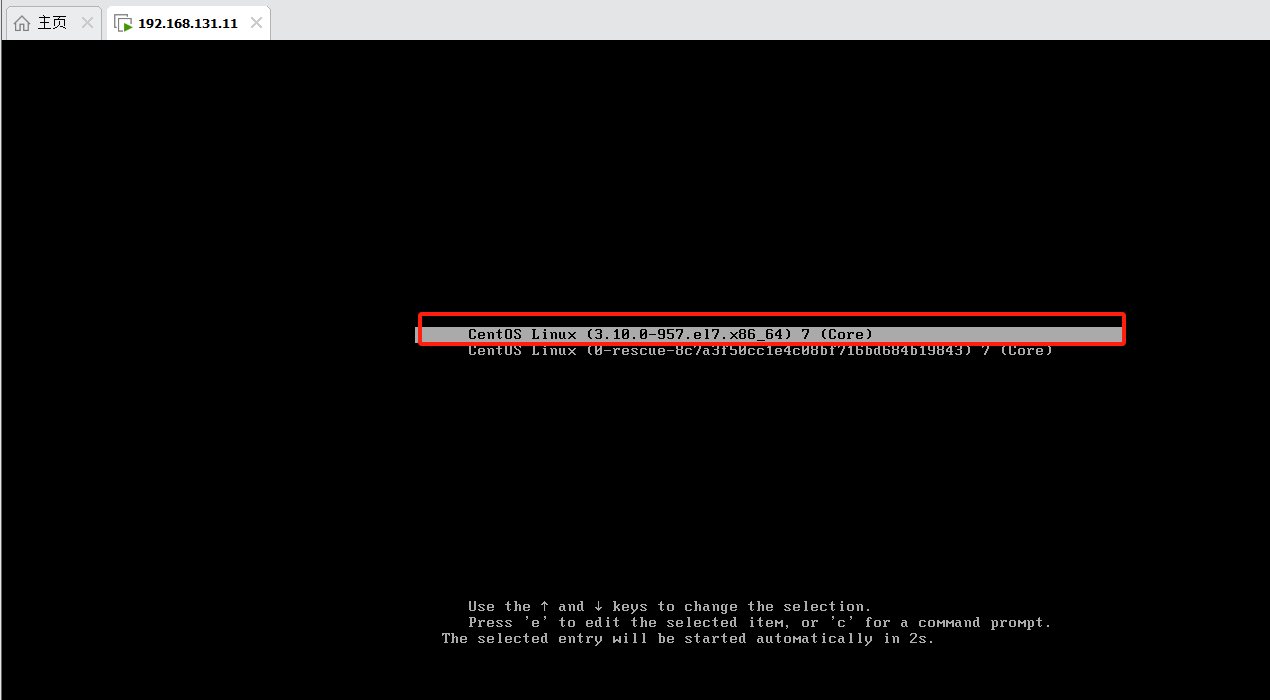 主页
192.168.131.11
CentOS Linux (3.10.0-957.el7.x86_64) 7 (Core)
CentOS Linux (0-rescue-8c7a3f50cc1e4c08bf716bd684b19843) 7 (Core)
Use the ↑ and ↓ keys to change the selection.
Press 'e' to edit the selected item, or 'c' for a command prompt.
The selected entry will be started automatically in 2s.